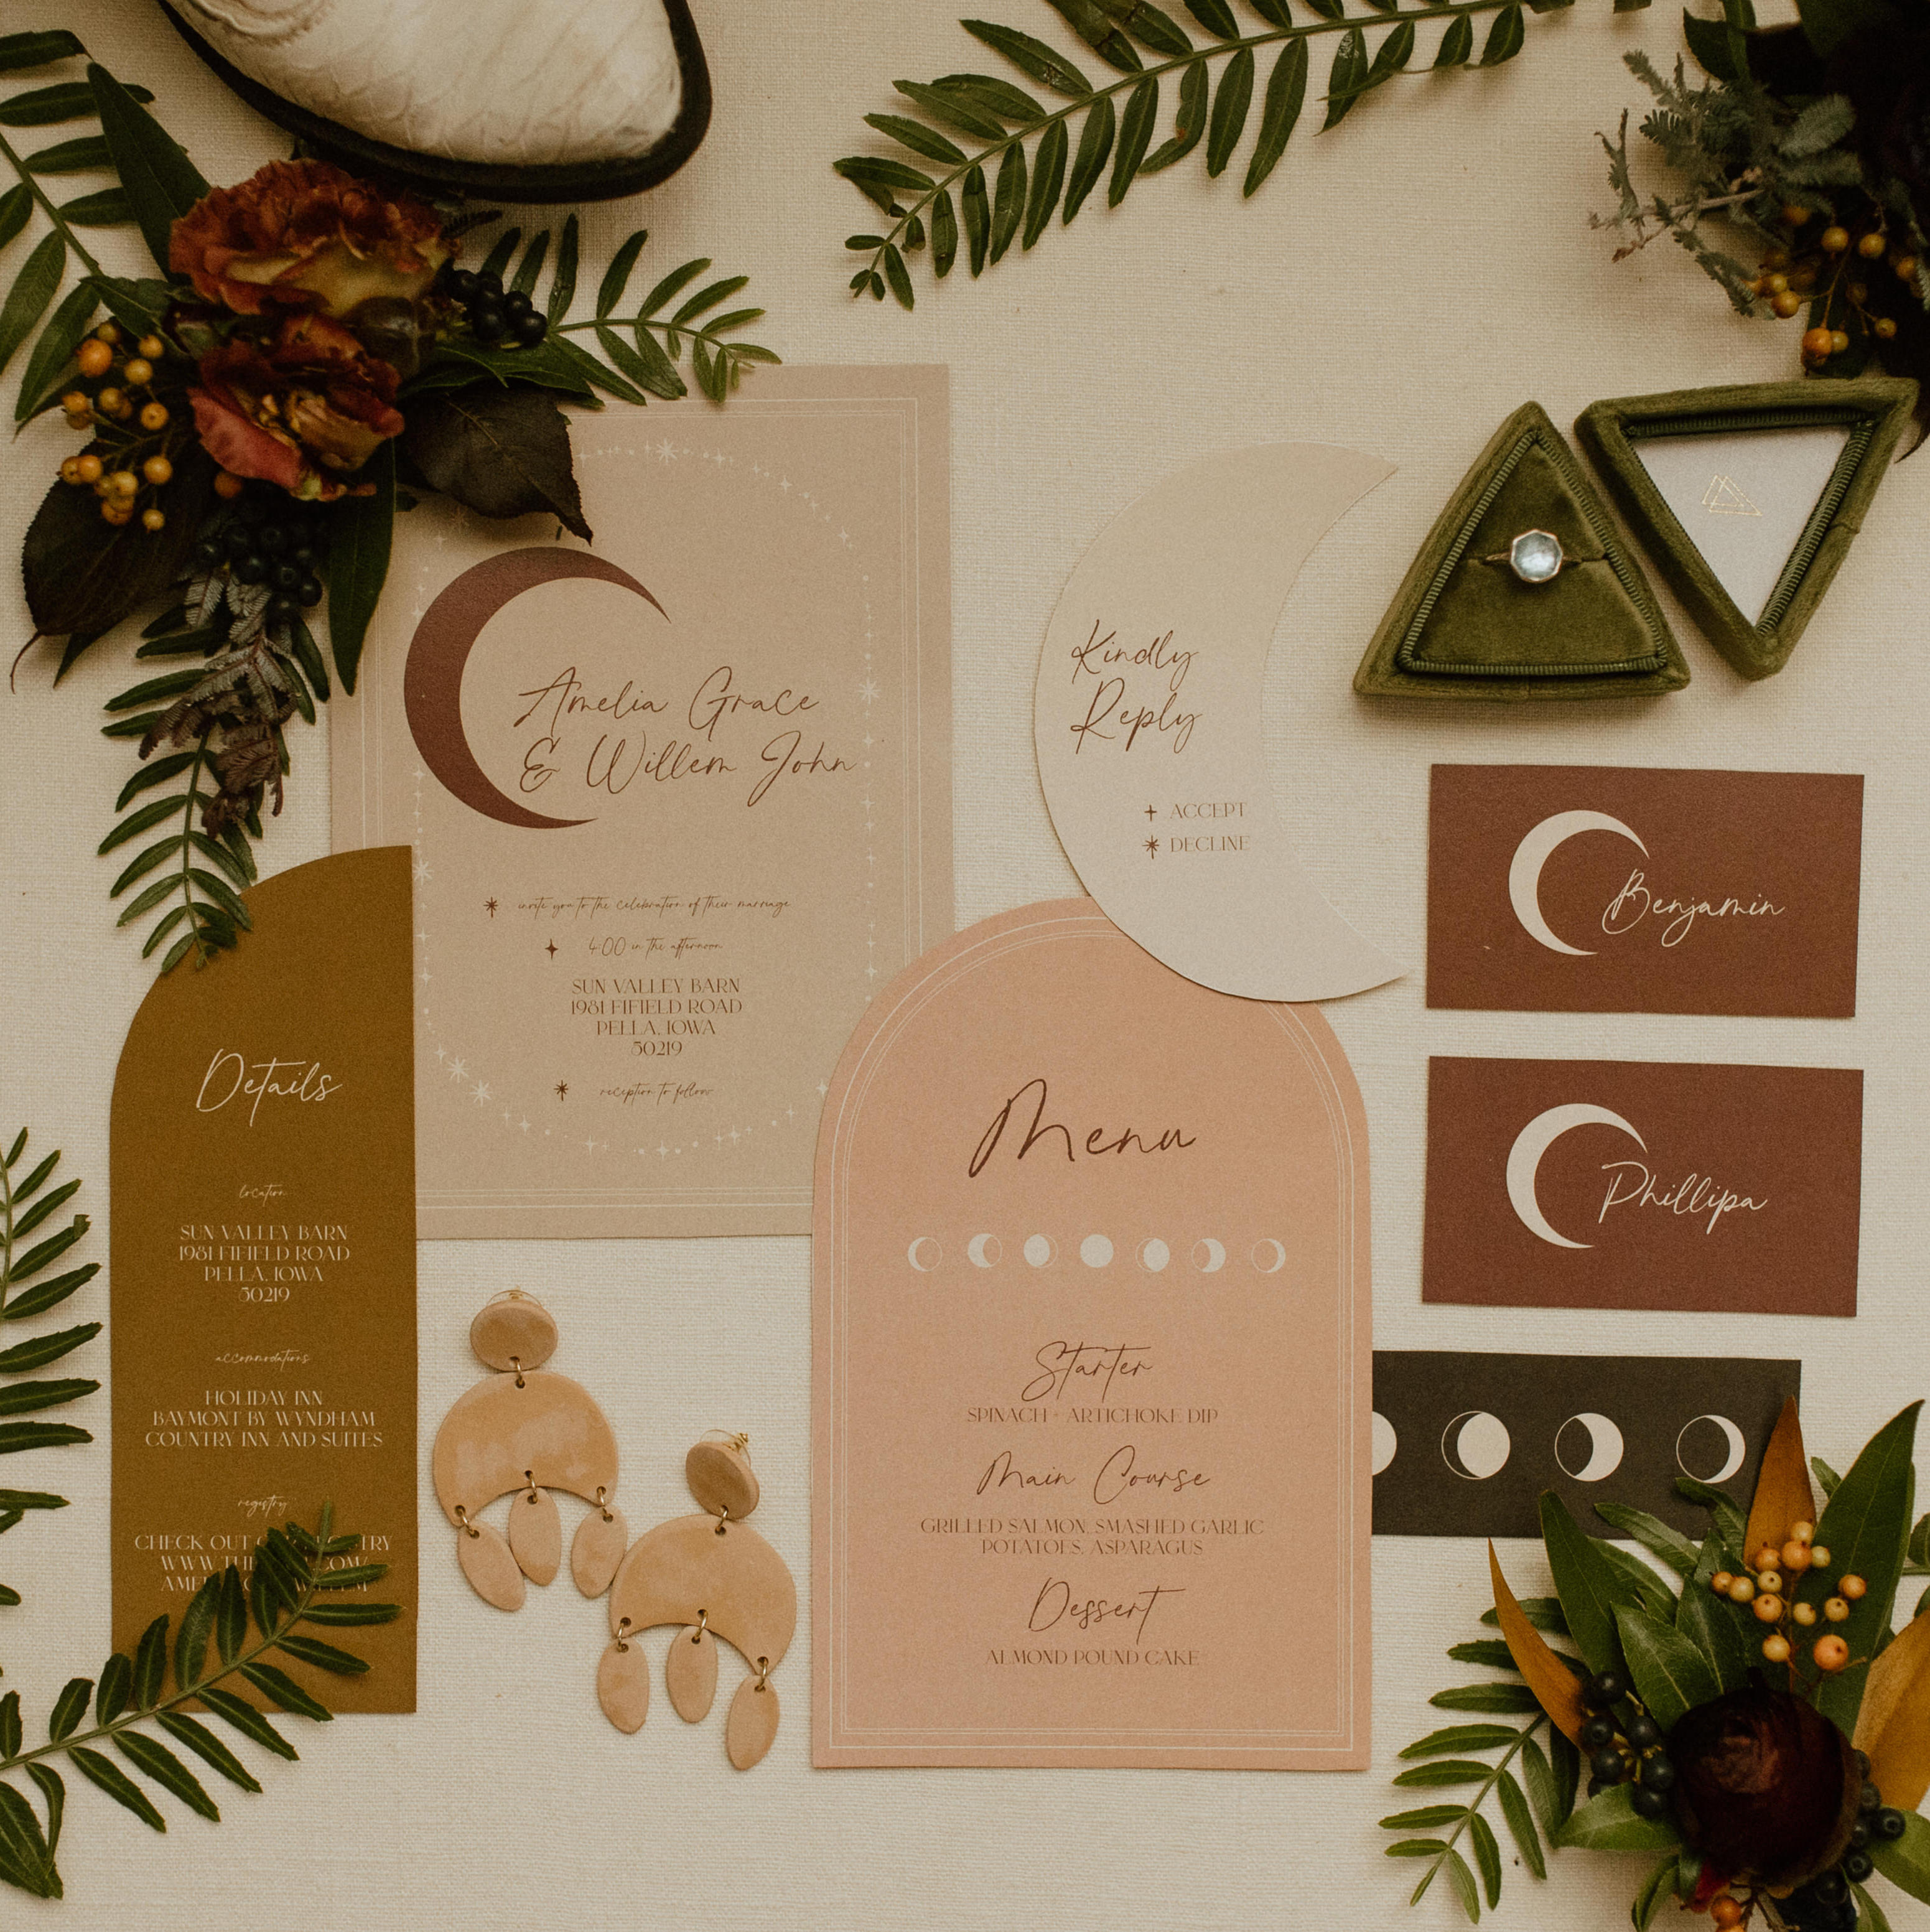 Amelia Grace
& Willem John
invite you to the celebration of their marriage
4:00 in the afternoon
SUN VALLEY BARN
1981 FIFIELD ROAD
PELLA, IOWA
50219
reception to follow
Kindly
Reply
ACCEPT
DECLINE
Benjamin
Phillipa
Details
location
SUN VALLEY BARN
1981 FIFIELD ROAD
PELLA, IOWA
50219
accommodations
HOLIDAY INN
BAYMONT BY WYNDHAM
COUNTRY INN AND SUITES
registry
CHECK OUT
Menu
Starter
SPINACH + ARTICHOKE DIP
Main Course
GRILLED SALMON, SMASHED GARLIC
POTATOES, ASPARAGUS
Dessert
ALMOND POUND CAKE